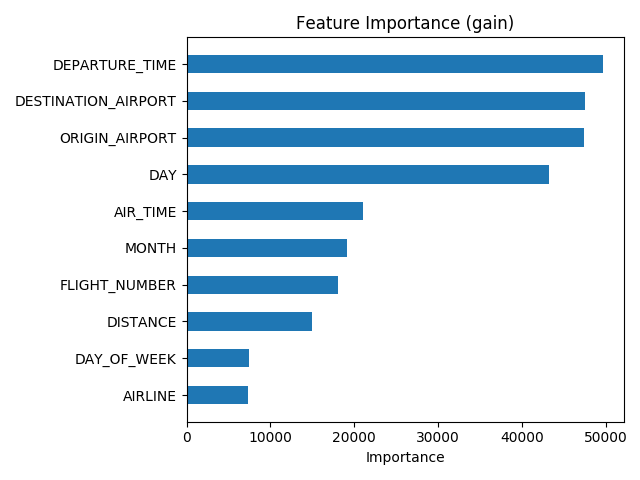 Feature Importance (gain)
DEPARTURE_TIME
DESTINATION_AIRPORT
ORIGIN_AIRPORT
DAY
AIR_TIME
MONTH
FLIGHT_NUMBER
DISTANCE
DAY_OF_WEEK
AIRLINE
0 10000 20000 30000 40000 50000
Importance